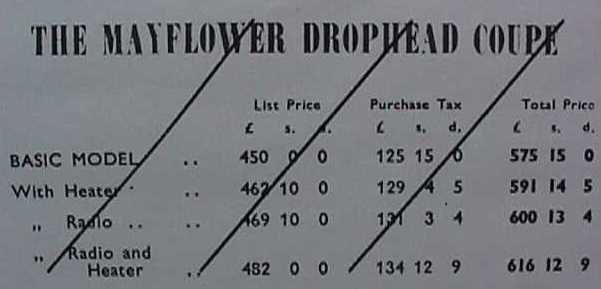 THE MAYFLOWER DROPHEAD COUPE
List Price Purchase Tax Total Price
£ s. d. £ s. d. £ s. d.
BASIC MODEL .. 450 0 0 125 15 0 575 15 0
With Heater .. 462 10 0 129 4 5 591 14 5
„ Radio .. .. 469 10 0 131 3 4 600 13 4
„ Radio and
Heater .. 482 0 0 134 12 9 616 12 9